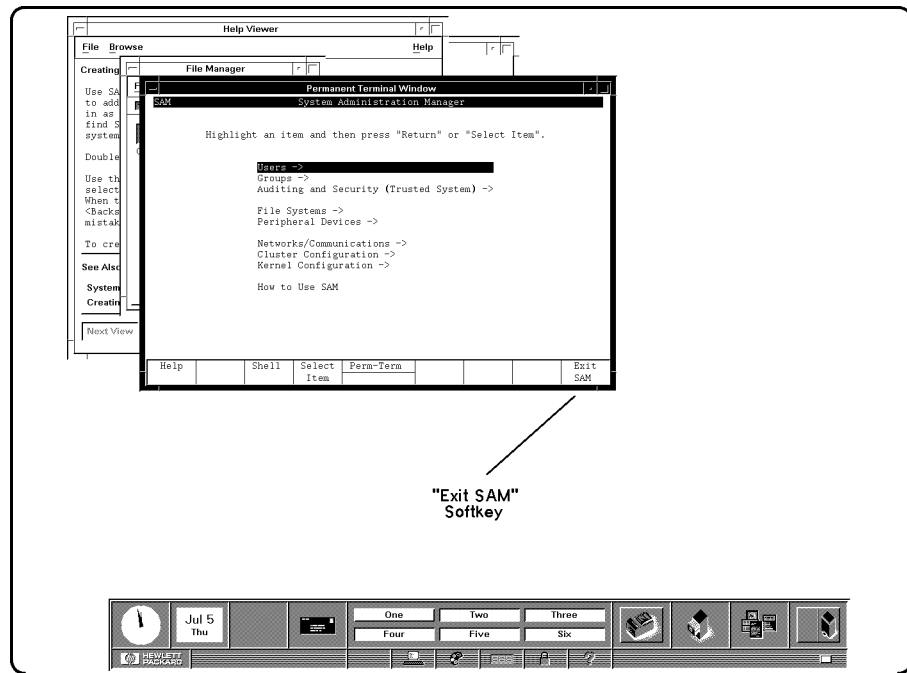 Help Viewer
File Browse Help
Creating
Use SA
to add
in as
find S
system
Double
Use th
select
When t
<Backs
mistak
To cre
See Also
System
Creatin
Next View
File Manager
F
Permanent Terminal Window
SAM System Administration Manager
Highlight an item and then press "Return" or "Select Item".
Users ->
Groups ->
Auditing and Security (Trusted System) ->
File Systems ->
Peripheral Devices ->
Networks/Communications ->
Cluster Configuration ->
Kernel Configuration ->
How to Use SAM
Help Shell Select Item Perm-Term Exit SAM
"Exit SAM"
Softkey
Jul 5
Thu
One Two Three
Four Five Six
hp HEWLETT
PACKARD